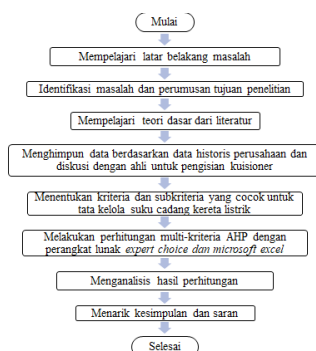 Mulai
Mempelajari latar belakang masalah
Identifikasi masalah dan perumusan tujuan penelitian
Mempelajari teori dasar dari literatur
Menghimpun data berdasarkan data historis perusahaan dan
diskusi dengan ahli untuk pengisian kuisioner
Menentukan kriteria dan subkriteria yang cocok untuk
tata kelola suku cadang kereta listrik
Melakukan perhitungan multi-kriteria AHP dengan
perangkat lunak expert choice dan microsoft excel
Menganalisis hasil perhitungan
Menarik kesimpulan dan saran
Selesai